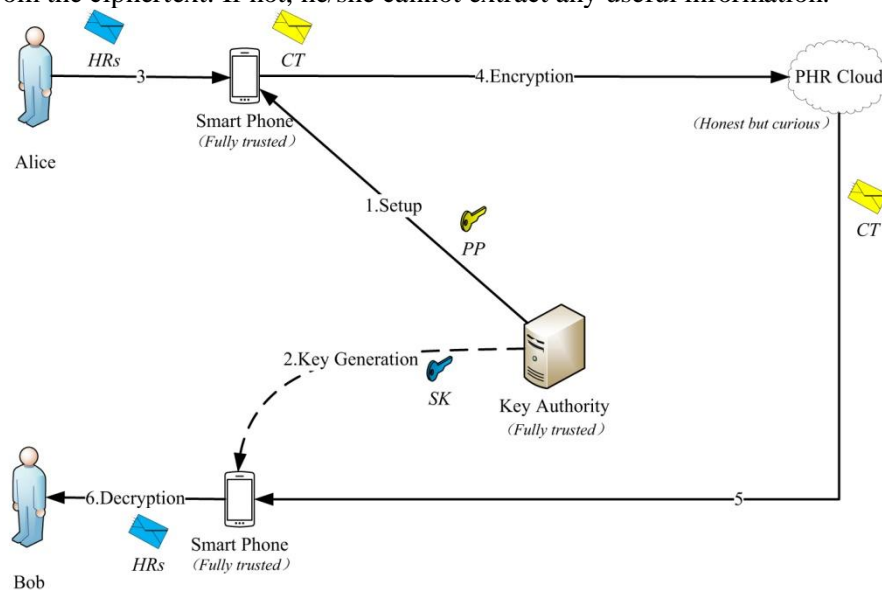 om the ciphertext. If not, he/she cannot extract any useful information.
HRs
CT
3
4.Encryption
PHR Cloud
Smart Phone
(Fully trusted)
(Honest but curious)
Alice
1.Setup
PP
CT
2.Key Generation
SK
Key Authority
(Fully trusted)
6.Decryption
5
HRs
Smart Phone
(Fully trusted)
Bob